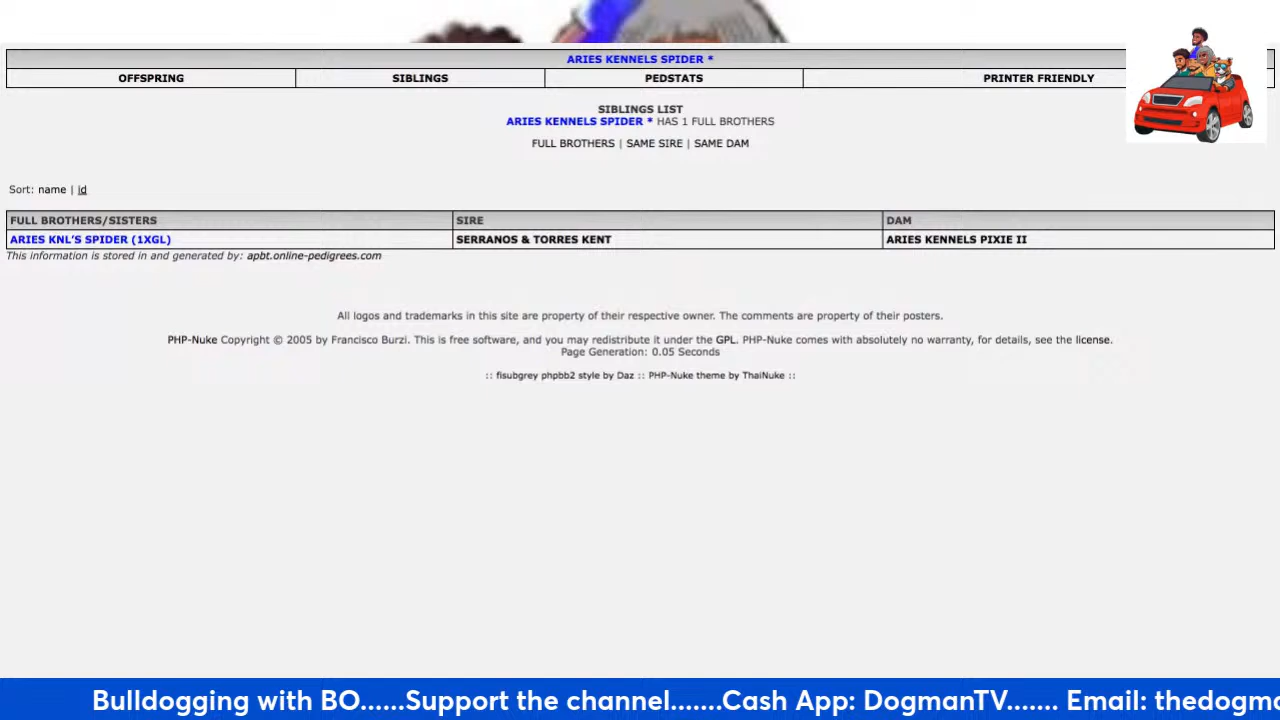 ARIES KENNELS SPIDER *
OFFSPRING SIBLINGS PEDSTATS PRINTER FRIENDLY
SIBLINGS LIST
ARIES KENNELS SPIDER * HAS 1 FULL BROTHERS
FULL BROTHERS | SAME SIRE | SAME DAM
Sort: name | id
FULL BROTHERS/SISTERS SIRE DAM
ARIES KNL'S SPIDER (1XGL) SERRANOS & TORRES KENT ARIES KENNELS PIXIE II
This information is stored in and generated by: apbt.online-pedigrees.com
All logos and trademarks in this site are property of their respective owner. The comments are property of their posters.
PHP-Nuke Copyright © 2005 by Francisco Burzi. This is free software, and you may redistribute it under the GPL. PHP-Nuke comes with absolutely no warranty, for details, see the license.
Page Generation: 0.05 Seconds
:: fisubgrey phpbb2 style by Daz :: PHP-Nuke theme by ThaiNuke ::
Bulldogging with BO......Support the channel.......Cash App: DogmanTV....... Email: thedogma